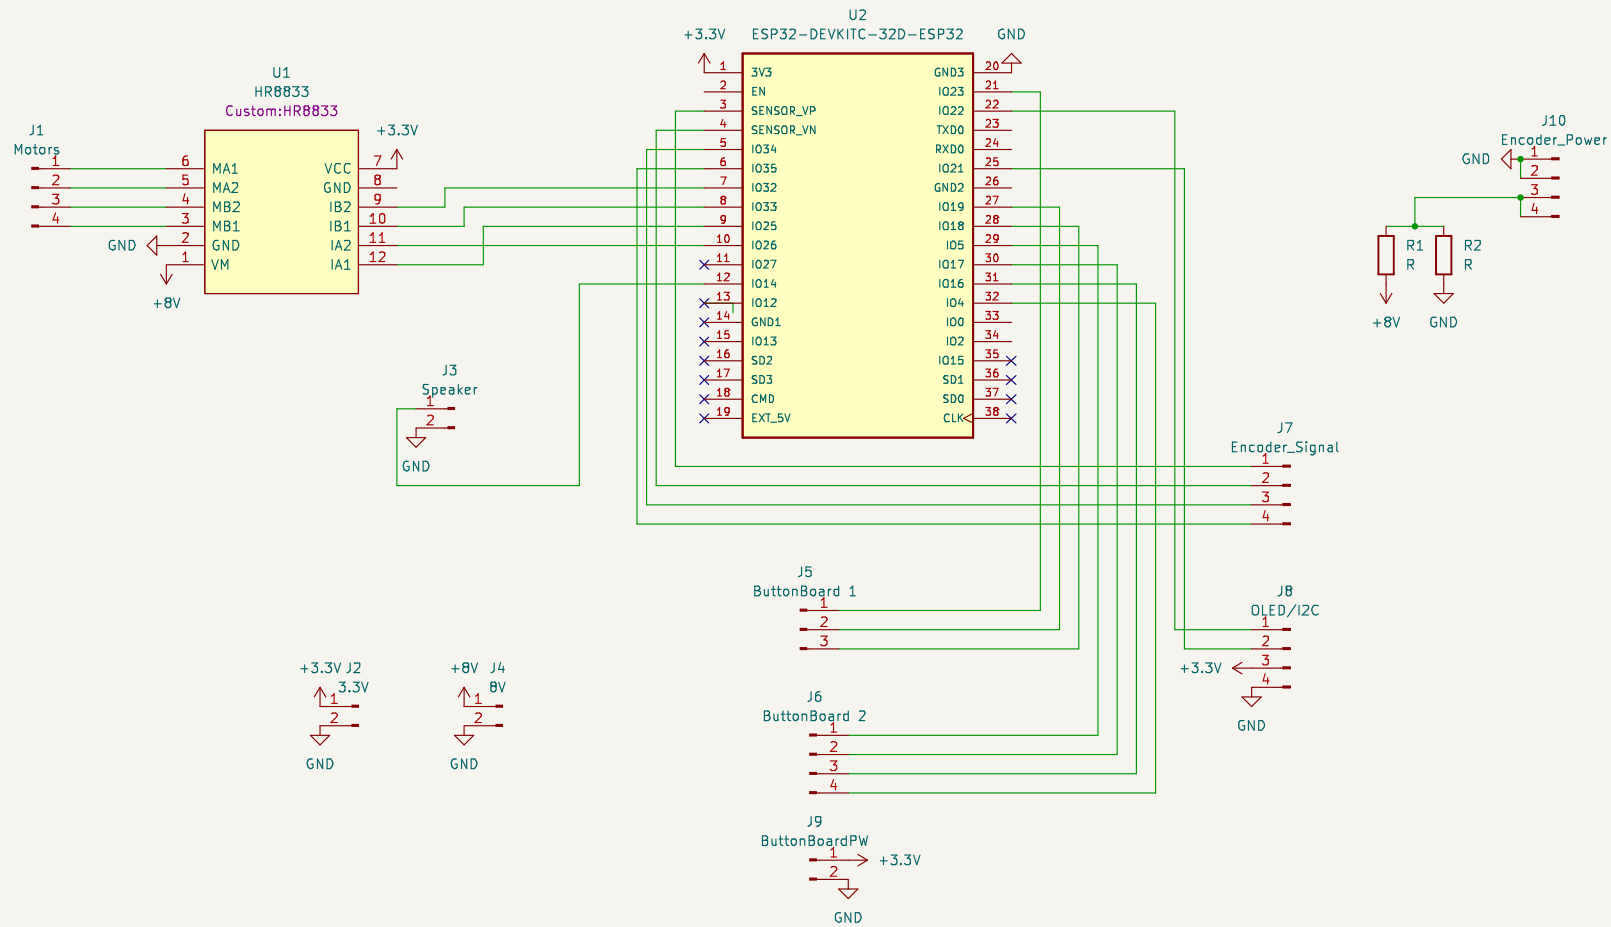 U1
HR8833
Custom:HR8833
J1
Motors
1
2
3
4
6 MA1
5 MA2
4 MB2
3 MB1
2 GND
1 VM
GND
+8V
VCC 7
GND 8
IB2 9
IB1 10
IA2 11
IA1 12
+3.3V
U2
ESP32-DEVKITC-32D-ESP32
+3.3V
GND
1 3V3
2 EN
3 SENSOR_VP
4 SENSOR_VN
5 IO34
6 IO35
7 IO32
8 IO33
9 IO25
10 IO26
11 IO27
12 IO14
13 IO12
14 GND1
15 IO13
16 SD2
17 SD3
18 CMD
19 EXT_5V
GND3 20
IO23 21
IO22 22
TXD0 23
RXD0 24
IO21 25
GND2 26
IO19 27
IO18 28
IO5 29
IO17 30
IO16 31
IO4 32
IO0 33
IO2 34
IO15 35
SD1 36
SD0 37
CLK 38
J10
Encoder_Power
GND
1
2
3
4
R1
R
R2
R
+8V
GND
J3
Speaker
1
2
GND
J7
Encoder_Signal
1
2
3
4
J5
ButtonBoard 1
1
2
3
J8
OLED/I2C
1
2
+3.3V 3
4
GND
+3.3V J2
3.3V
1
2
GND
+8V J4
8V
1
2
GND
J6
ButtonBoard 2
1
2
3
4
J9
ButtonBoardPW
1 +3.3V
2
GND